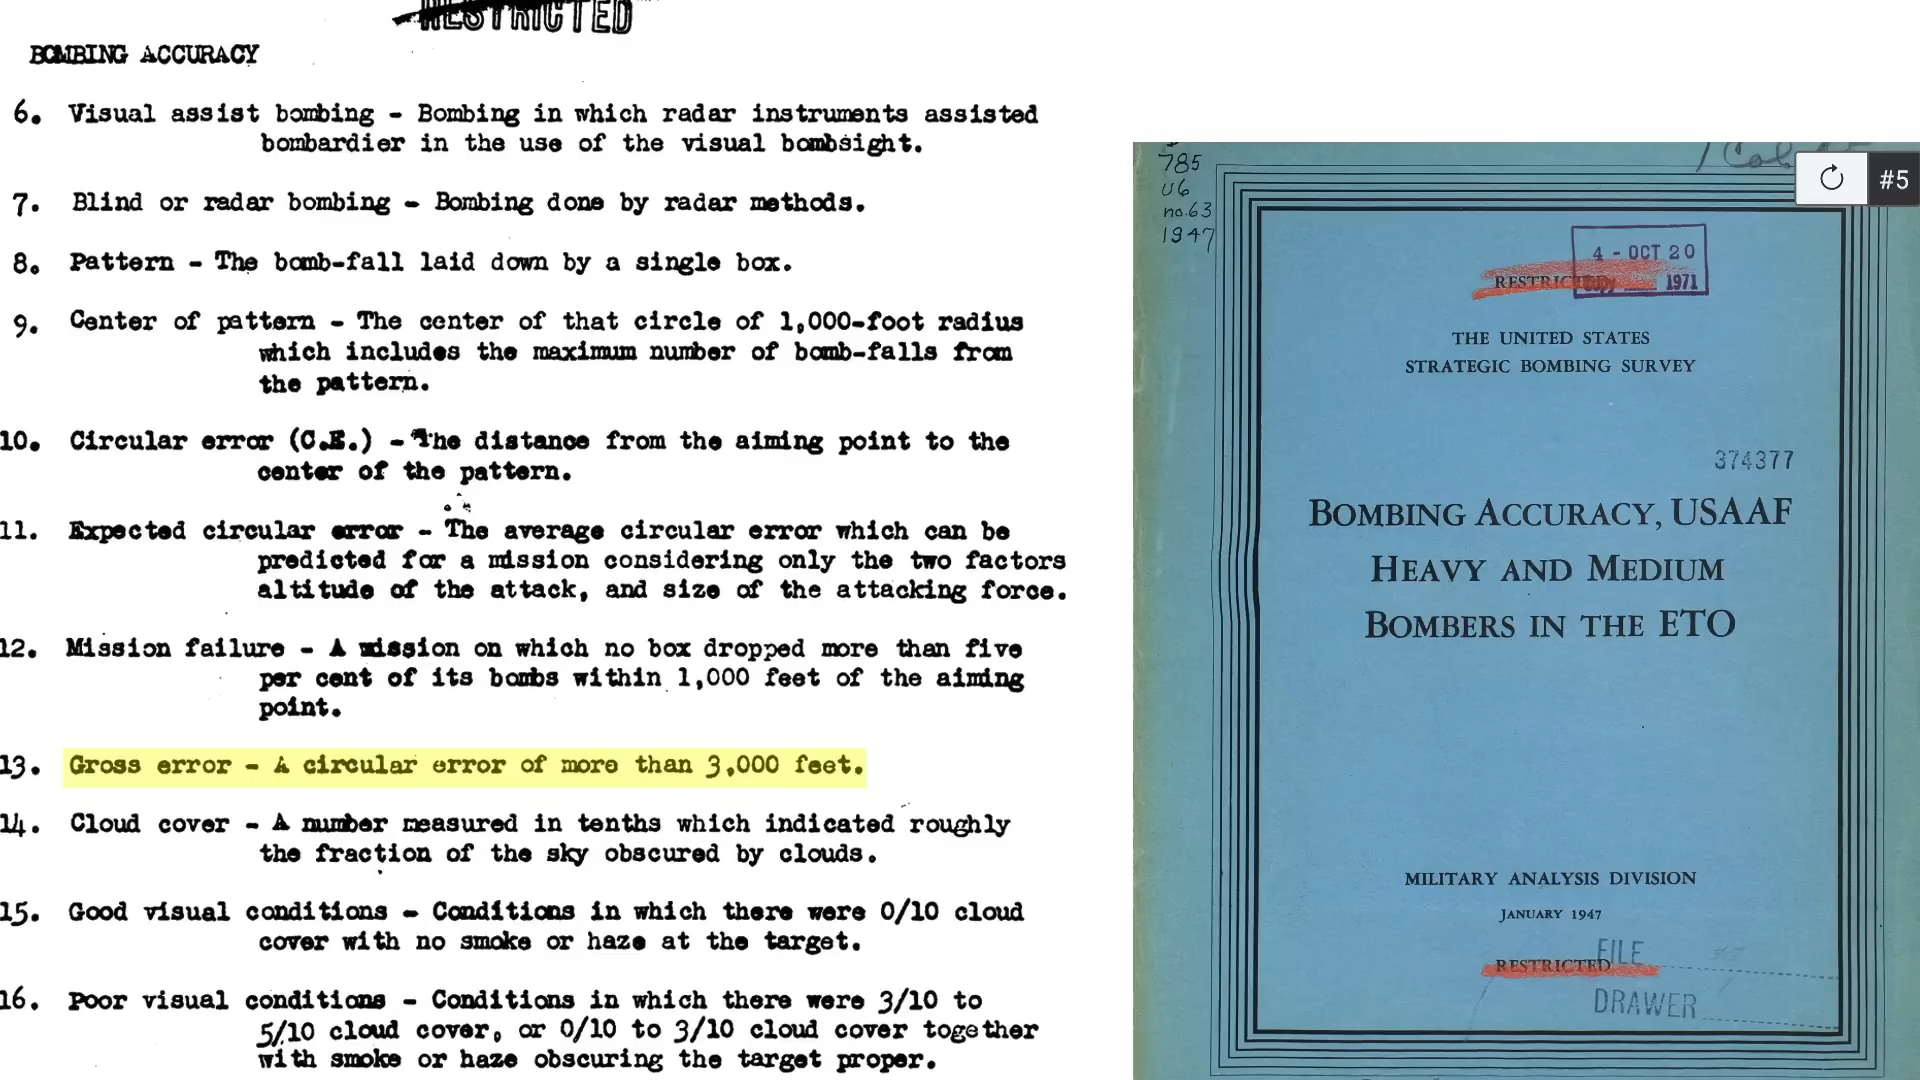 RESTRICTED
BOMBING ACCURACY
6. Visual assist bombing - Bombing in which radar instruments assisted
bombardier in the use of the visual bombsight.
7. Blind or radar bombing - Bombing done by radar methods.
8. Pattern - The bomb-fall laid down by a single box.
9. Center of pattern - The center of that circle of 1,000-foot radius
which includes the maximum number of bomb-falls from
the pattern.
10. Circular error (C.E.) - The distance from the aiming point to the
center of the pattern.
11. Expected circular error - The average circular error which can be
predicted for a mission considering only the two factors
altitude of the attack, and size of the attacking force.
12. Mission failure - A mission on which no box dropped more than five
per cent of its bombs within 1,000 feet of the aiming
point.
13. Gross error - A circular error of more than 3,000 feet.
14. Cloud cover - A number measured in tenths which indicated roughly
the fraction of the sky obscured by clouds.
15. Good visual conditions - Conditions in which there were 0/10 cloud
cover with no smoke or haze at the target.
16. Poor visual conditions - Conditions in which there were 3/10 to
5/10 cloud cover, or 0/10 to 3/10 cloud cover together
with smoke or haze obscuring the target proper.
785
U6
no.63
1947
#5
4 - OCT 20
RESTRICTED
1971
THE UNITED STATES
STRATEGIC BOMBING SURVEY
374377
BOMBING ACCURACY, USAAF
HEAVY AND MEDIUM
BOMBERS IN THE ETO
MILITARY ANALYSIS DIVISION
JANUARY 1947
FILE
RESTRICTED
DRAWER